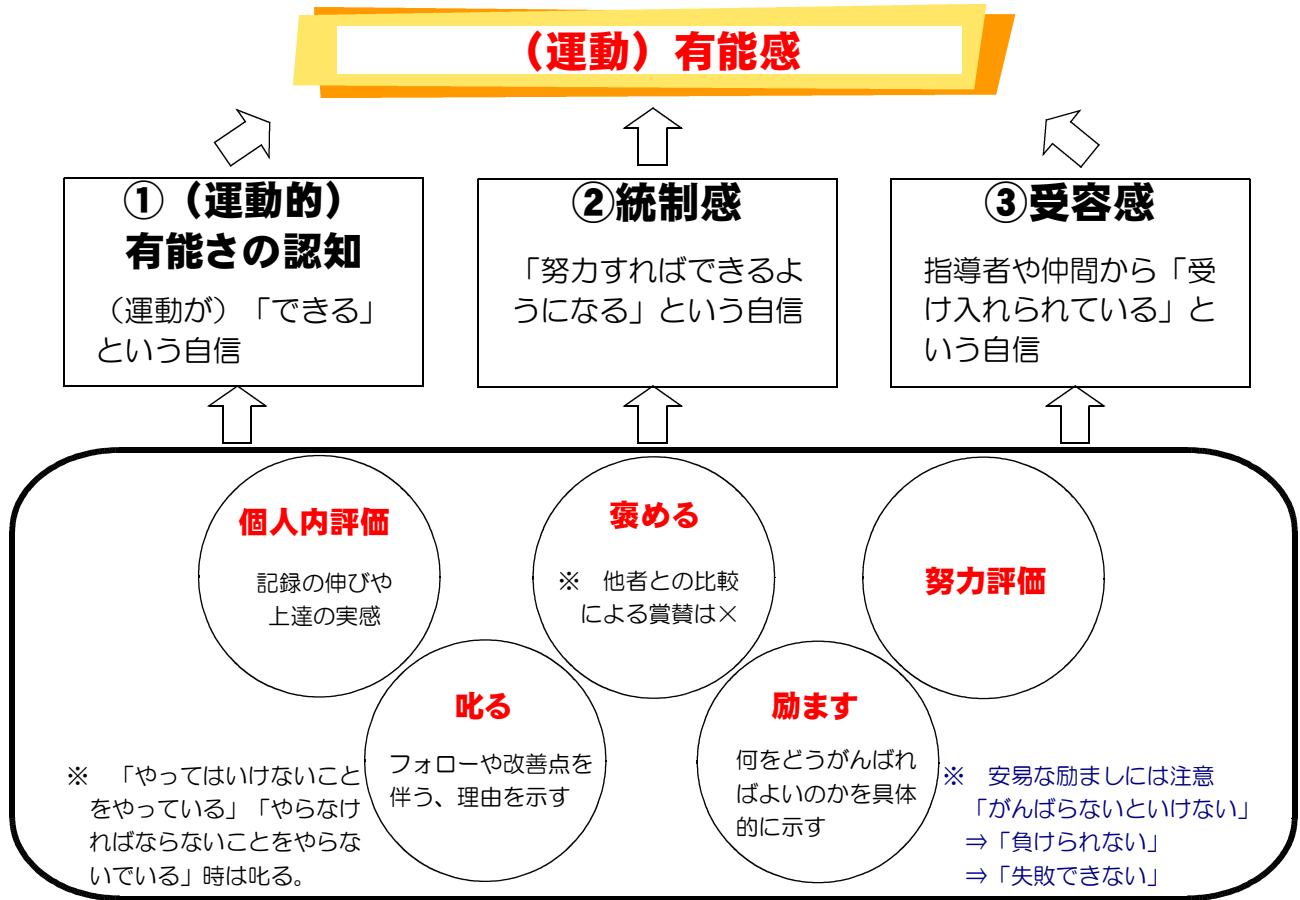 （運動）有能感
①（運動的）
有能さの認知
（運動が）「できる」
という自信
②統制感
「努力すればできるよ
うになる」という自信
③受容感
指導者や仲間から「受
け入れられている」と
いう自信
個人内評価
記録の伸びや
上達の実感
褒める
※　他者との比較
による賞賛は×
努力評価
叱る
フォローや改善点を
伴う、理由を示す
励ます
何をどうがんばれ
ばよいのかを具体
的に示す
※　「やってはいけないこと
をやっている」「やらなけ
ればならないことをやらな
いでいる」時は叱る。
※　安易な励ましには注意
「がんばらないといけない」
⇒「負けられない」
⇒「失敗できない」